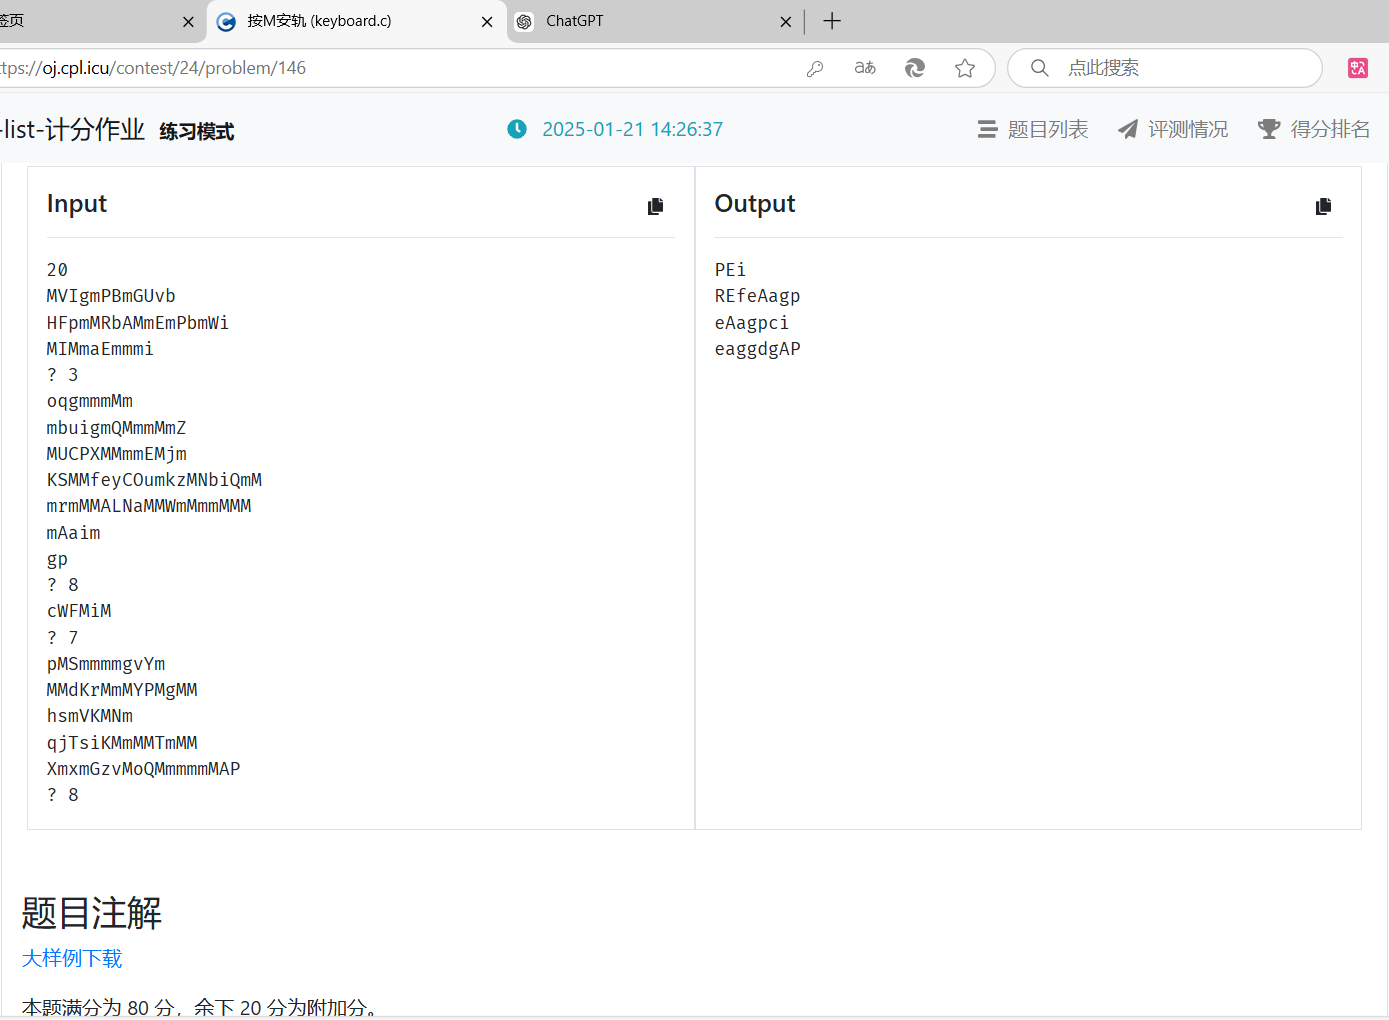 签页
按M安轨 (keyboard.c)
ChatGPT
ttps://oj.cpl.icu/contest/24/problem/146
点此搜索
-list-计分作业 练习模式
2025-01-21 14:26:37
题目列表
评测情况
得分排名
Input
20
MVIgmPBmGUvb
HFpmMRbAMmEmPbmWi
MIMmaEmmmi
? 3
oqgmmmMm
mbuigmQMmmMmZ
MUCPXMMmmEMjm
KSMMfeyCOumkzMNbiQmM
mrmMMALNaMMWmMmmMMM
mAaim
gp
? 8
cWFMiM
? 7
pMSmmmmgvYm
MMdKrMmMYPMgMM
hsmVKMNm
qjTsiKMmMMTmMM
XmxmGzvMoQMmmmmMAP
? 8
Output
PEi
REfeAagp
eAagpci
eaggdgAP
题目注解
大样例下载
本题满分为 80 分，余下 20 分为附加分。